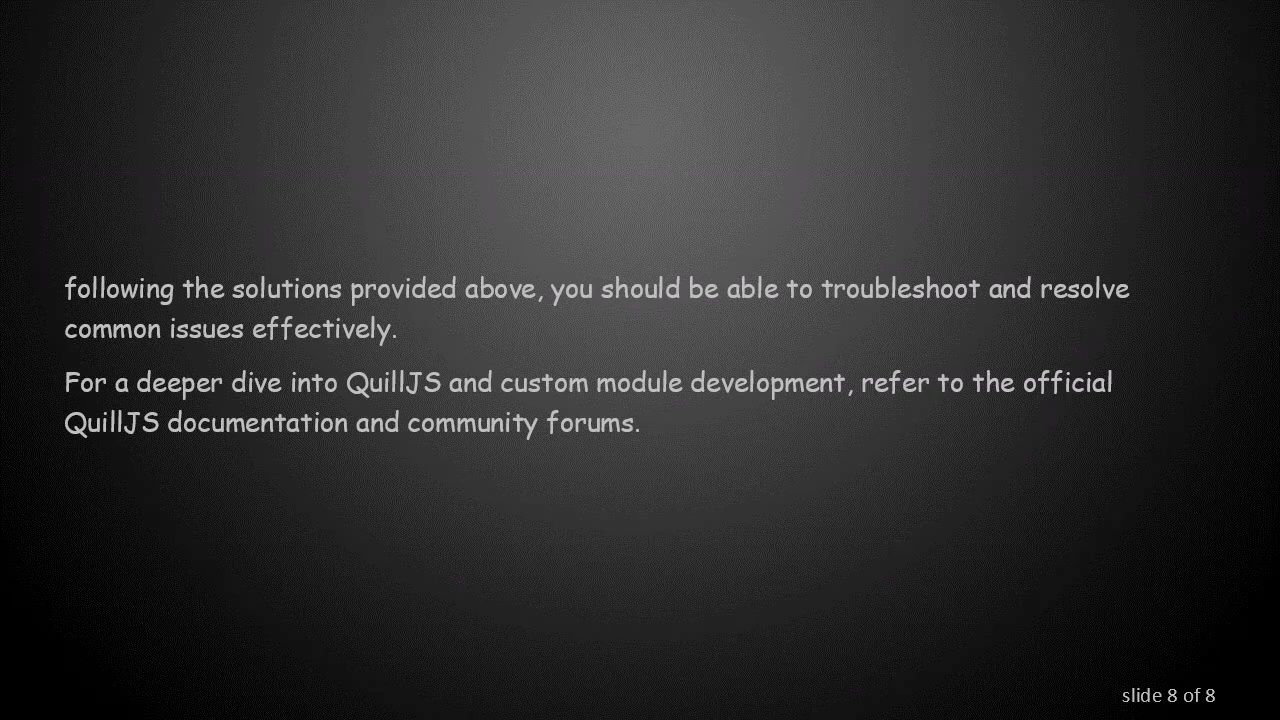 following the solutions provided above, you should be able to troubleshoot and resolve
common issues effectively.
For a deeper dive into QuillJS and custom module development, refer to the official
QuillJS documentation and community forums.
slide 8 of 8